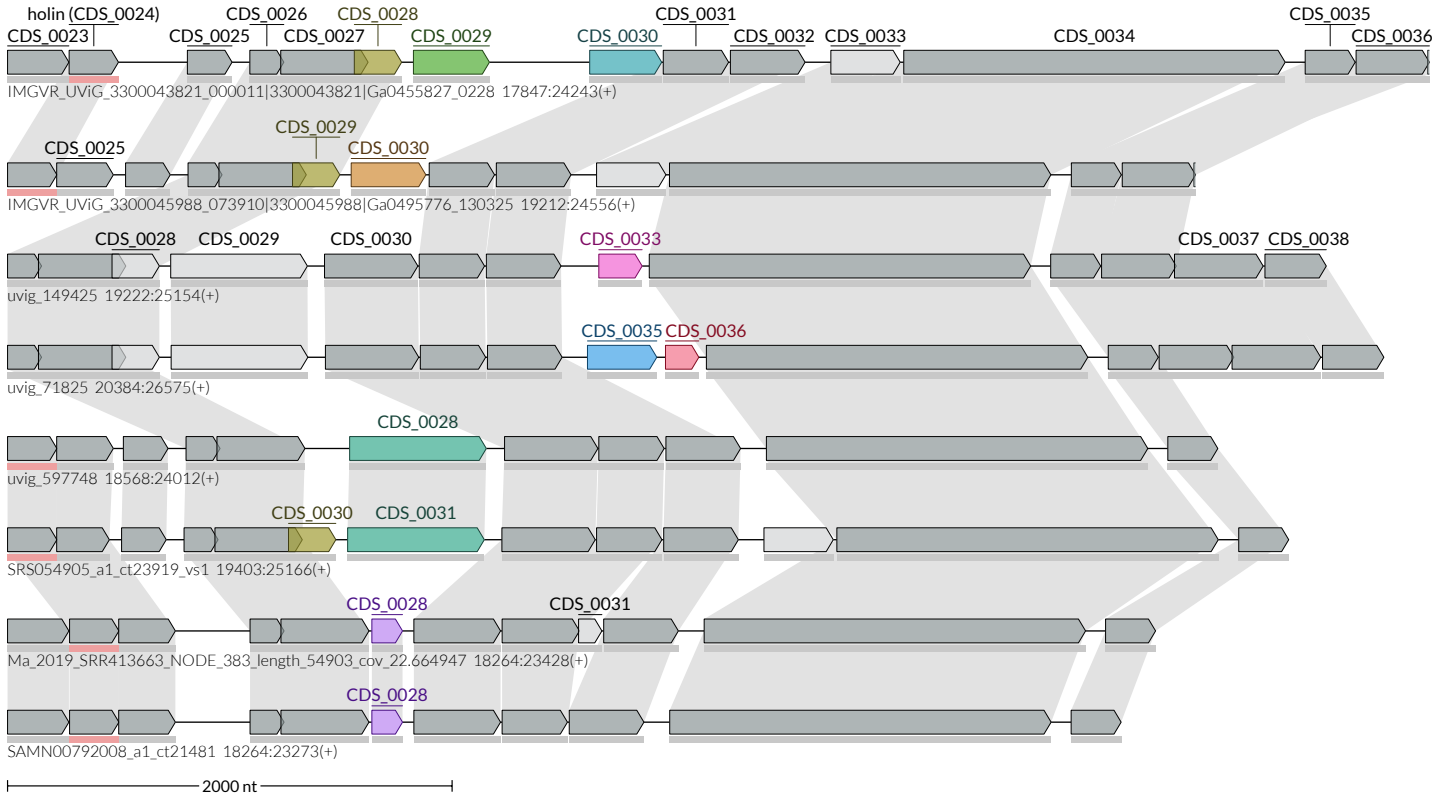 holin (CDS_0024) CDS_0026 CDS_0028 CDS_0031 CDS_0035
CDS_0023 CDS_0025 CDS_0027 CDS_0029 CDS_0030 CDS_0032 CDS_0033 CDS_0034 CDS_0036
IMGVR_UViG_3300043821_000011|3300043821|Ga0455827_0228 17847:24243(+)
CDS_0029
CDS_0025 CDS_0030
IMGVR_UViG_3300045988_073910|3300045988|Ga0495776_130325 19212:24556(+)
CDS_0028 CDS_0029 CDS_0030 CDS_0033 CDS_0037 CDS_0038
uvig_149425 19222:25154(+)
CDS_0035 CDS_0036
uvig_71825 20384:26575(+)
CDS_0028
uvig_597748 18568:24012(+)
CDS_0030 CDS_0031
SRS054905_a1_ct23919_vs1 19403:25166(+)
CDS_0028 CDS_0031
Ma_2019_SRR413663_NODE_383_length_54903_cov_22.664947 18264:23428(+)
CDS_0028
SAMN00792008_a1_ct21481 18264:23273(+)
2000 nt